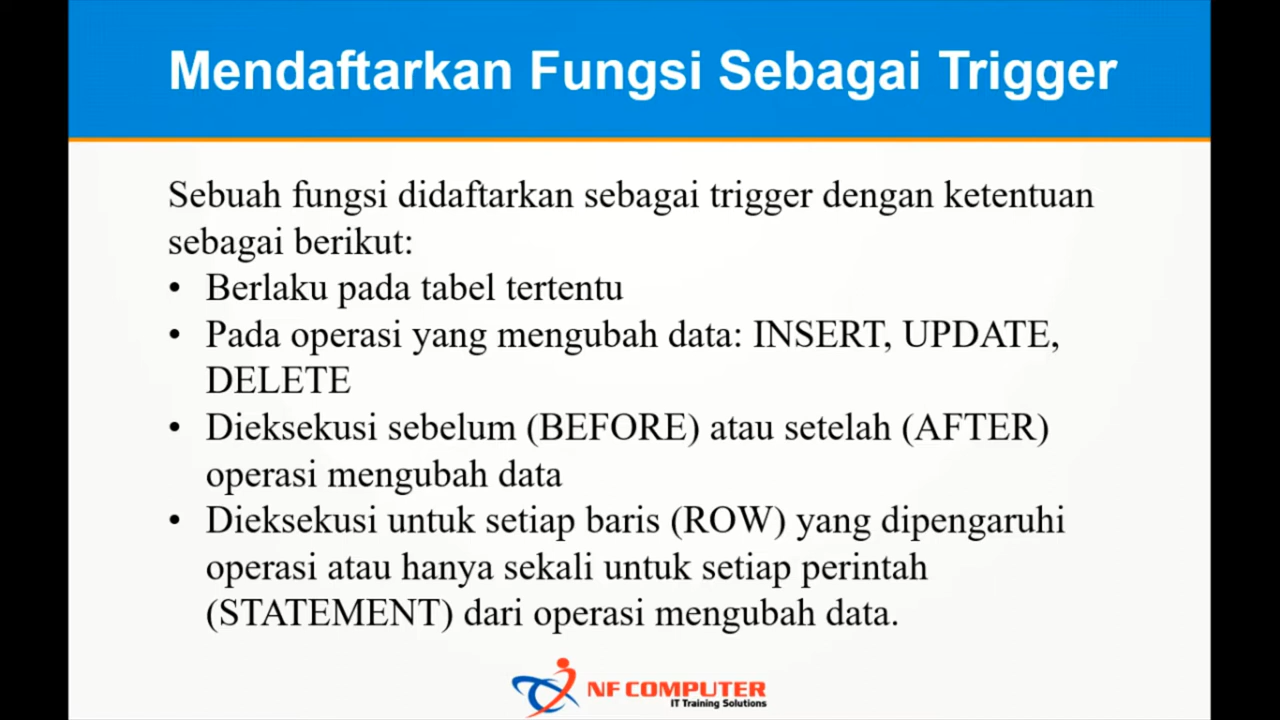 Mendaftarkan Fungsi Sebagai Trigger
Sebuah fungsi didaftarkan sebagai trigger dengan ketentuan
sebagai berikut:
• Berlaku pada tabel tertentu
• Pada operasi yang mengubah data: INSERT, UPDATE,
DELETE
• Dieksekusi sebelum (BEFORE) atau setelah (AFTER)
operasi mengubah data
• Dieksekusi untuk setiap baris (ROW) yang dipengaruhi
operasi atau hanya sekali untuk setiap perintah
(STATEMENT) dari operasi mengubah data.
NF COMPUTER
IT Training Solutions